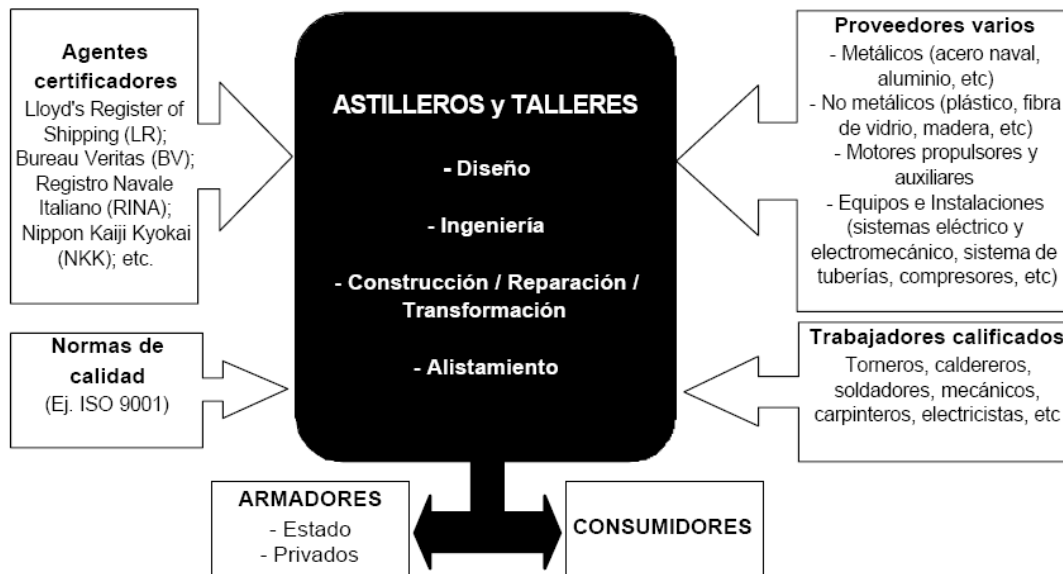 Agentes
certificadores
Lloyd's Register of
Shipping (LR);
Bureau Veritas (BV);
Registro Navale
Italiano (RINA);
Nippon Kaiji Kyokai
(NKK); etc.
Normas de
calidad
(Ej. ISO 9001)
ASTILLEROS y TALLERES
- Diseño
- Ingeniería
- Construcción / Reparación /
Transformación
- Alistamiento
Proveedores varios
- Metálicos (acero naval,
aluminio, etc)
- No metálicos (plástico, fibra
de vidrio, madera, etc)
- Motores propulsores y
auxiliares
- Equipos e Instalaciones
(sistemas eléctrico y
electromecánico, sistema de
tuberías, compresores, etc)
Trabajadores calificados
Torneros, caldereros,
soldadores, mecánicos,
carpinteros, electricistas, etc
ARMADORES
- Estado
- Privados
CONSUMIDORES